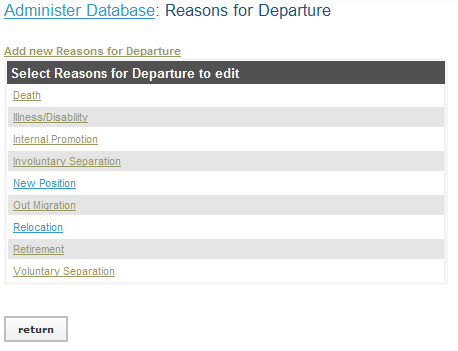 Administer Database: Reasons for Departure
Add new Reasons for Departure
Select Reasons for Departure to edit
Death
Illness/Disability
Internal Promotion
Involuntary Separation
New Position
Out Migration
Relocation
Retirement
Voluntary Separation
return